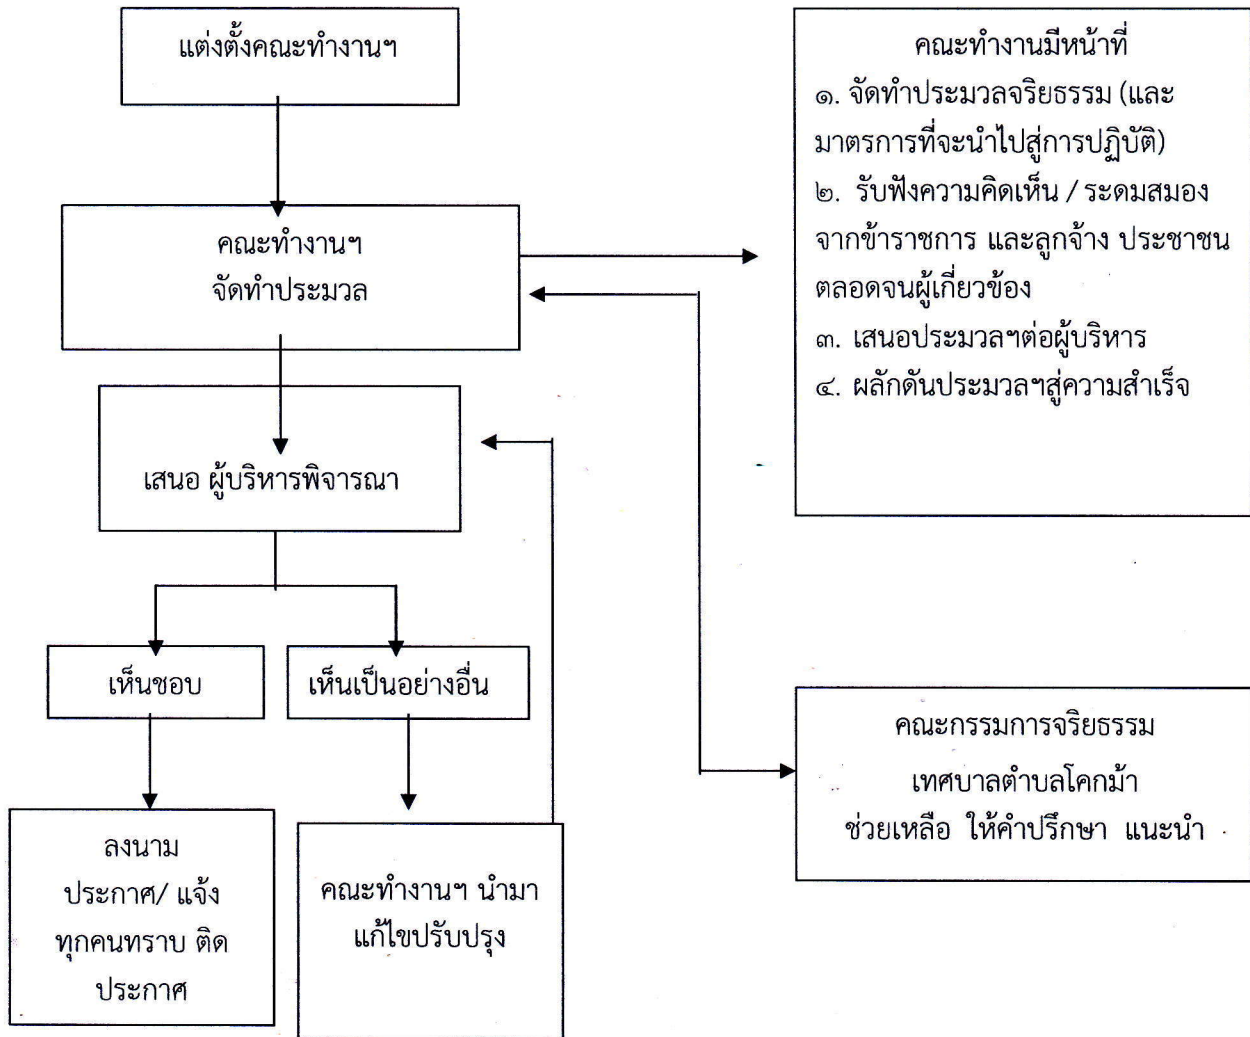 แต่งตั้งคณะทำงานฯ
คณะทำงานฯ
จัดทำประมวล
เสนอ ผู้บริหารพิจารณา
เห็นชอบ
เห็นเป็นอย่างอื่น
ลงนาม
ประกาศ/ แจ้ง
ทุกคนทราบ ติด
ประกาศ
คณะทำงานฯ นำมา
แก้ไขปรับปรุง
คณะทำงานมีหน้าที่
๑. จัดทำประมวลจริยธรรม (และ
มาตรการที่จะนำไปสู่การปฏิบัติ)
๒. รับฟังความคิดเห็น / ระดมสมอง
จากข้าราชการ และลูกจ้าง ประชาชน
ตลอดจนผู้เกี่ยวข้อง
๓. เสนอประมวลฯต่อผู้บริหาร
๔. ผลักดันประมวลฯสู่ความสำเร็จ
คณะกรรมการจริยธรรม
เทศบาลตำบลโคกม้า
ช่วยเหลือ ให้คำปรึกษา แนะนำ